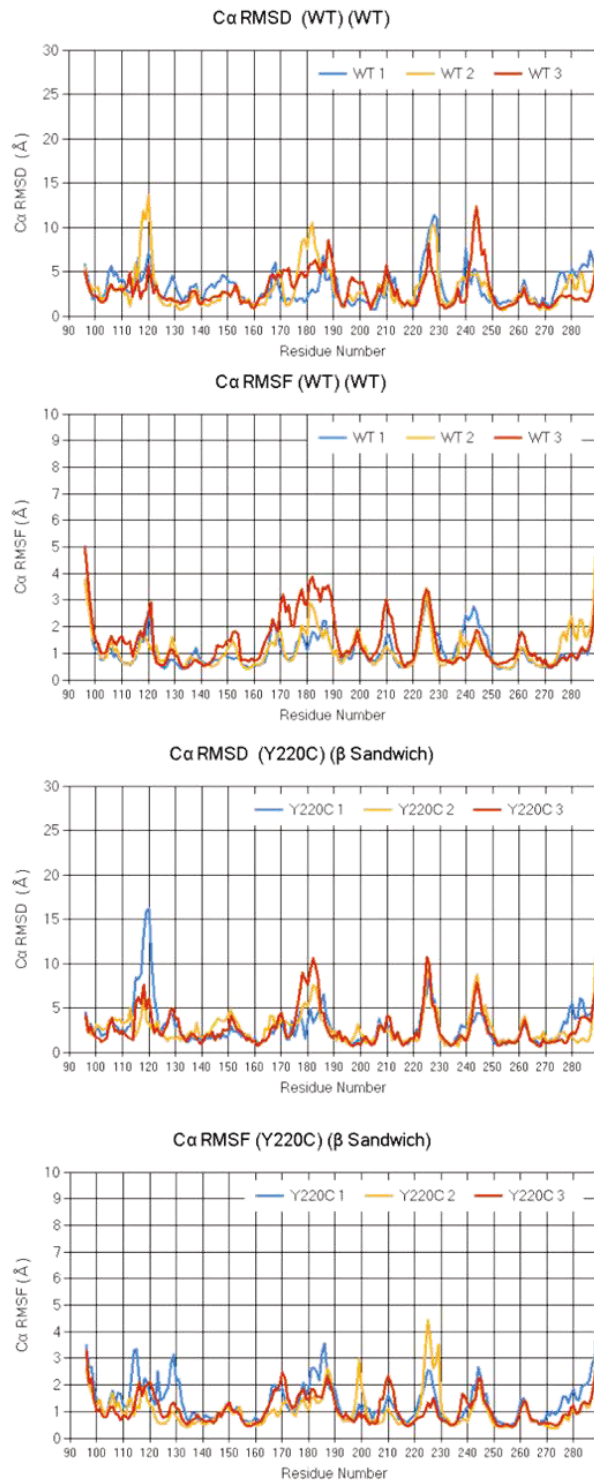 Cα RMSD (WT) (WT)
30
25
20
15
10
5
0
Cα RMSD (Å)
WT 1 WT 2 WT 3
90 100 110 120 130 140 150 160 170 180 190 200 210 220 230 240 250 260 270 280
Residue Number
Cα RMSF (WT) (WT)
10
9
8
7
6
5
4
3
2
1
0
Cα RMSF (Å)
WT 1 WT 2 WT 3
90 100 110 120 130 140 150 160 170 180 190 200 210 220 230 240 250 260 270 280
Residue Number
Cα RMSD (Y220C) (β Sandwich)
30
25
20
15
10
5
0
Cα RMSD (Å)
Y220C 1 Y220C 2 Y220C 3
90 100 110 120 130 140 150 160 170 180 190 200 210 220 230 240 250 260 270 280
Residue Number
Cα RMSF (Y220C) (β Sandwich)
10
9
8
7
6
5
4
3
2
1
0
Cα RMSF (Å)
Y220C 1 Y220C 2 Y220C 3
90 100 110 120 130 140 150 160 170 180 190 200 210 220 230 240 250 260 270 280
Residue Number